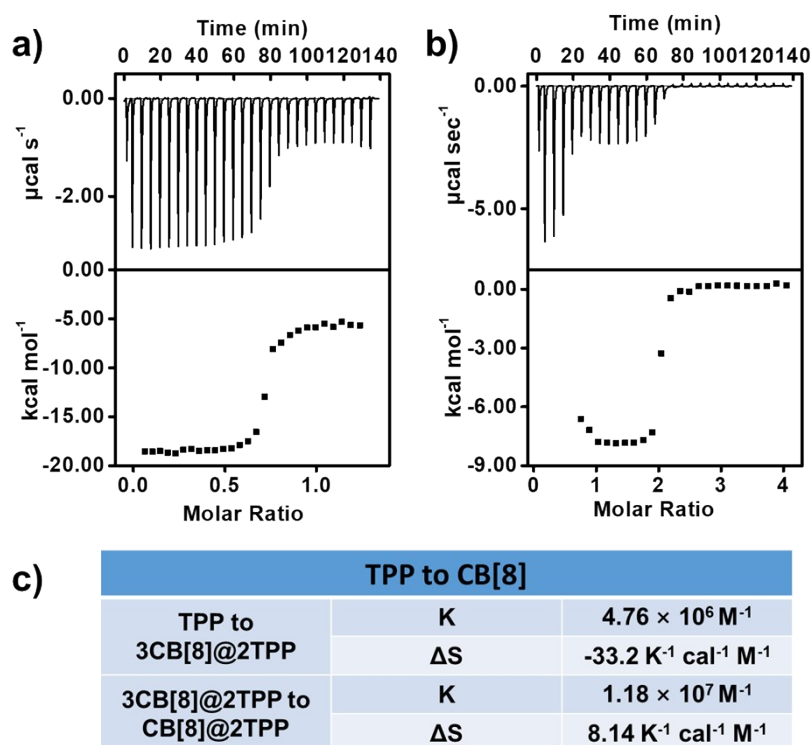 a)
Time (min)
0 20 40 60 80 100 120 140
0.00
-2.00
µcal s⁻¹
0.00
-5.00
-10.00
-15.00
-20.00
kcal mol⁻¹
0.0 0.5 1.0
Molar Ratio
b)
Time (min)
0 20 40 60 80 100 120 140
0.00
-5.00
µcal sec⁻¹
0.00
-3.00
-6.00
-9.00
kcal mol⁻¹
0 1 2 3 4
Molar Ratio
c)
TPP to CB[8]
TPP to
3CB[8]@2TPP
K 4.76 × 10⁶ M⁻¹
ΔS -33.2 K⁻¹ cal⁻¹ M⁻¹
3CB[8]@2TPP to
CB[8]@2TPP
K 1.18 × 10⁷ M⁻¹
ΔS 8.14 K⁻¹ cal⁻¹ M⁻¹